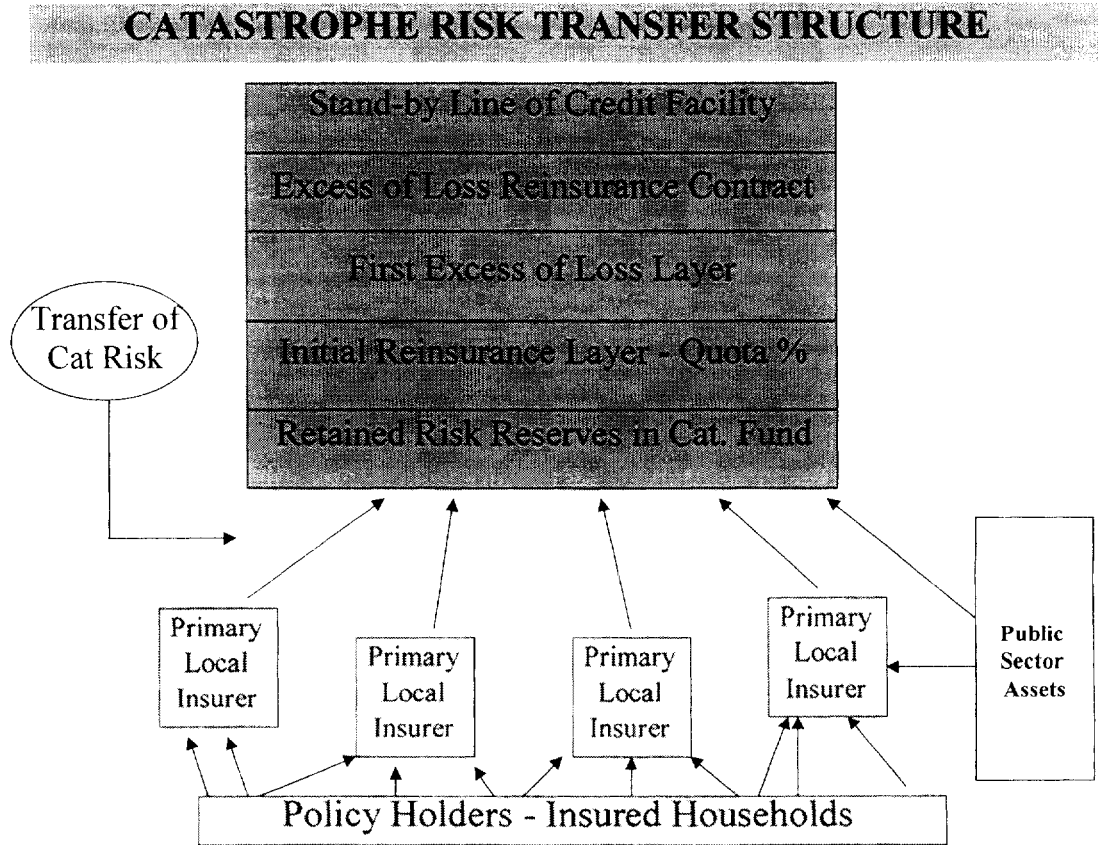 CATASTROPHE RISK TRANSFER STRUCTURE
Stand-by Line of Credit Facility
Excess of Loss Reinsurance Contract
First Excess of Loss Layer
Initial Reinsurance Layer - Quota %
Retained Risk Reserves in Cat. Fund
Transfer of
Cat Risk
Primary
Local
Insurer
Primary
Local
Insurer
Primary
Local
Insurer
Primary
Local
Insurer
Public
Sector
Assets
Policy Holders - Insured Households